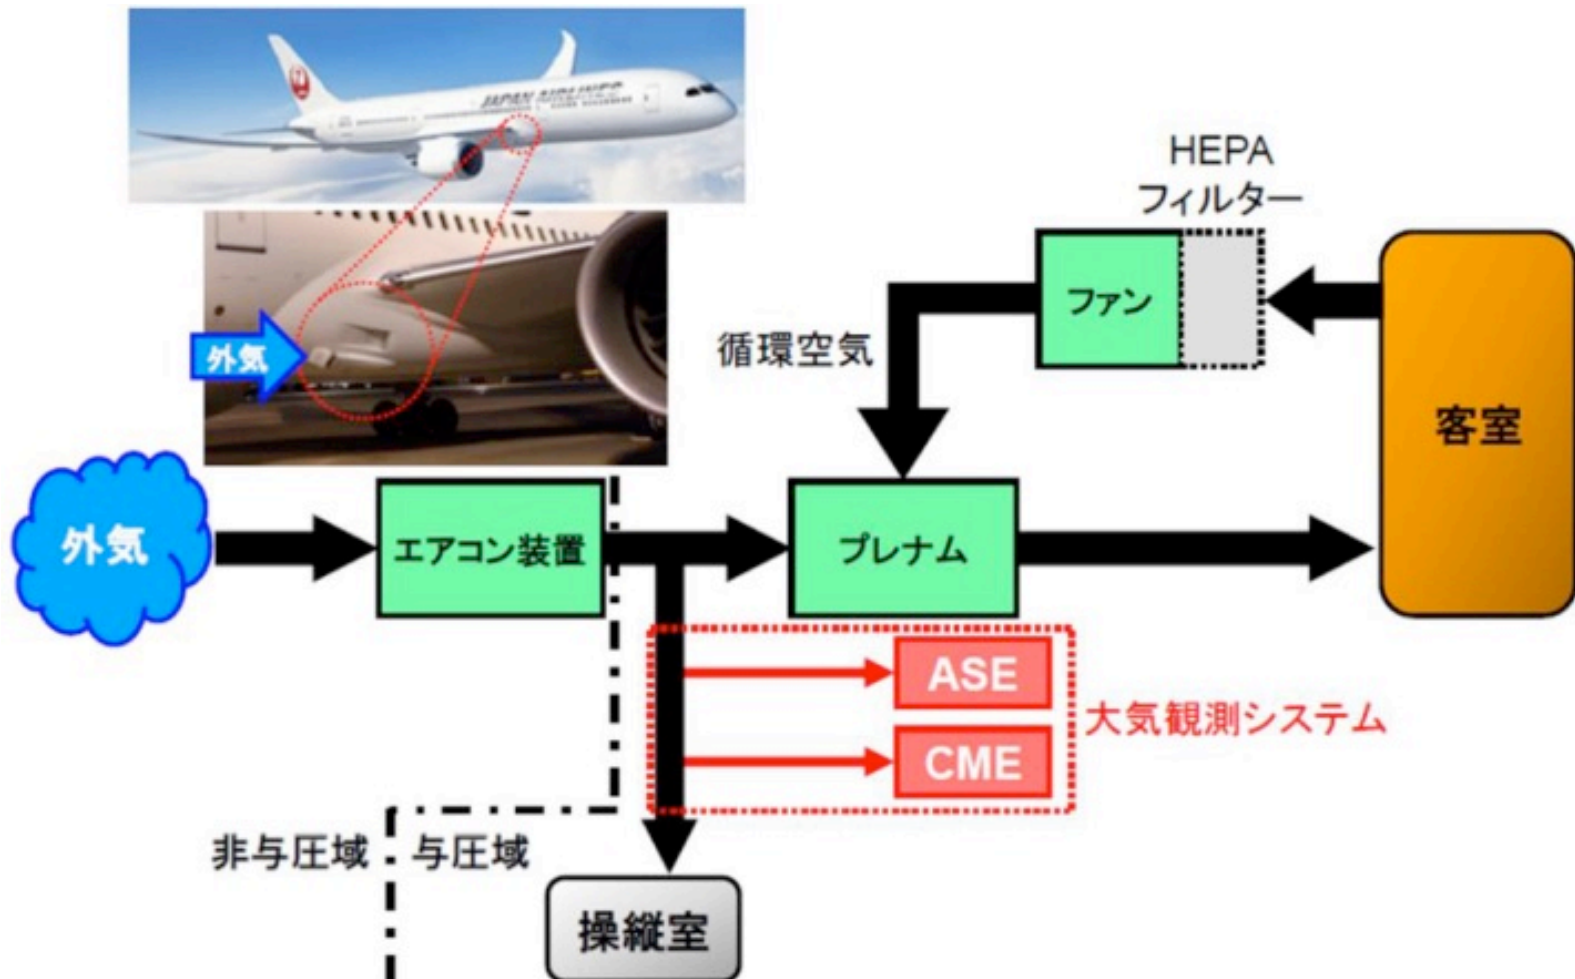 JAPAN AIRLINES
HEPA
フィルター
ファン
外気
循環空気
客室
外気
エアコン装置
プレナム
ASE
大気観測システム
CME
非与圧域
与圧域
操縦室